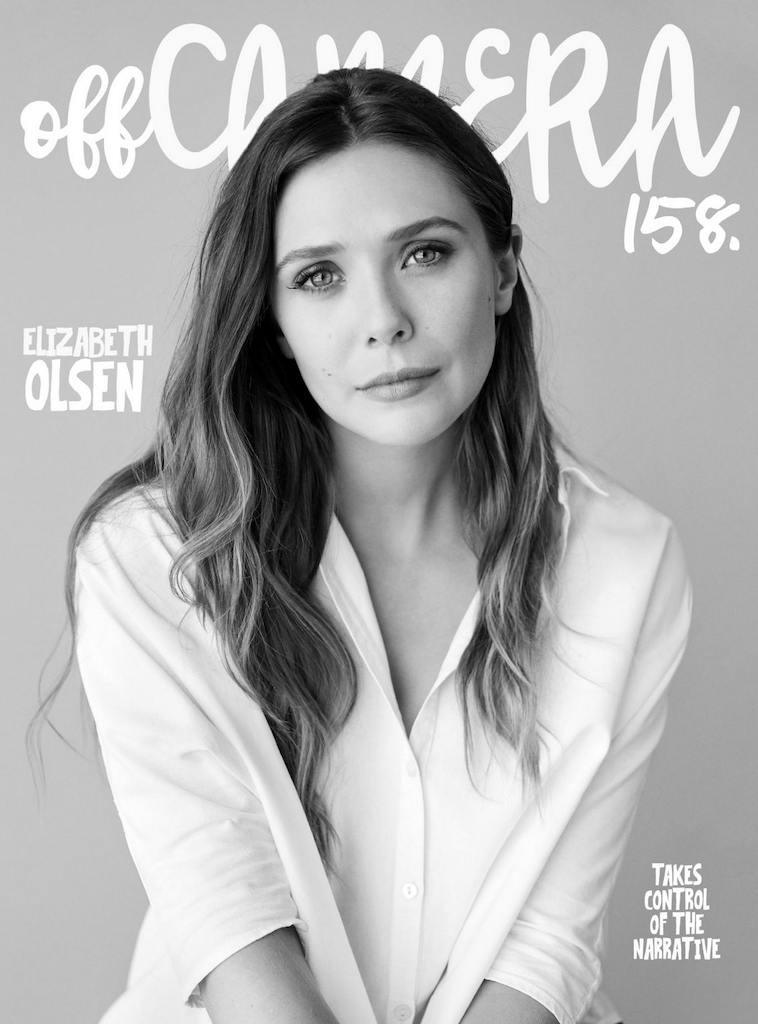 offCAMERA
158.
ELIZABETH
OLSEN
TAKES
CONTROL
OF THE
NARRATIVE